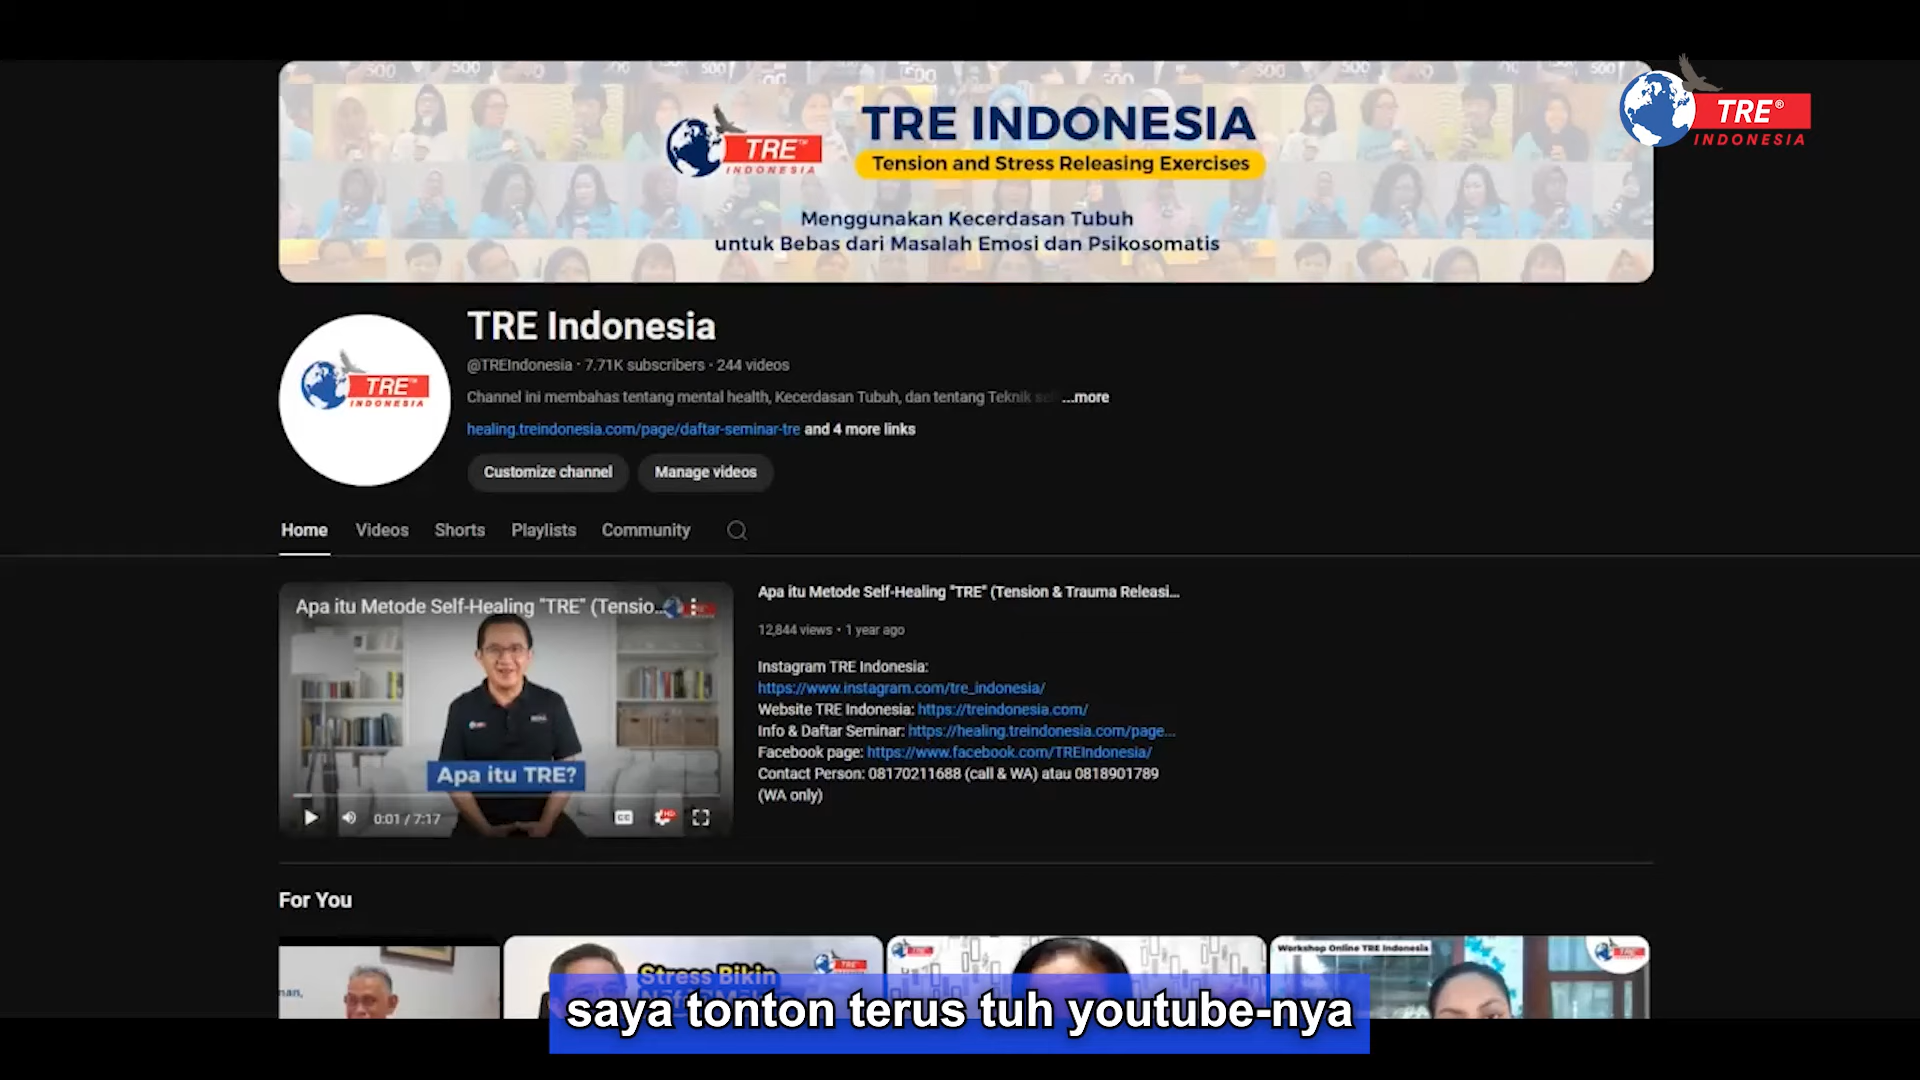 TRE™
INDONESIA
TRE INDONESIA
Tension and Stress Releasing Exercises
Menggunakan Kecerdasan Tubuh
untuk Bebas dari Masalah Emosi dan Psikosomatis
TRE®
INDONESIA
TRE™
INDONESIA
TRE Indonesia
@TREIndonesia · 7.71K subscribers · 244 videos
Channel ini membahas tentang mental health, Kecerdasan Tubuh, dan tentang Teknik ...more
healing.treindonesia.com/page/daftar-seminar-tre and 4 more links
Customize channel
Manage videos
Home
Videos
Shorts
Playlists
Community
Apa itu Metode Self-Healing "TRE" (Tensio...
Apa itu TRE?
0:01 / 7:17
CC
HD
Apa itu Metode Self-Healing "TRE" (Tension & Trauma Releasi...
12,844 views · 1 year ago
Instagram TRE Indonesia:
https://www.instagram.com/tre_indonesia/
Website TRE Indonesia: https://treindonesia.com/
Info & Daftar Seminar: https://healing.treindonesia.com/page...
Facebook page: https://www.facebook.com/TREIndonesia/
Contact Person: 08170211688 (call & WA) atau 0818901789
(WA only)
For You
Stress Bikin
Workshop Online TRE Indonesia
saya tonton terus tuh youtube-nya